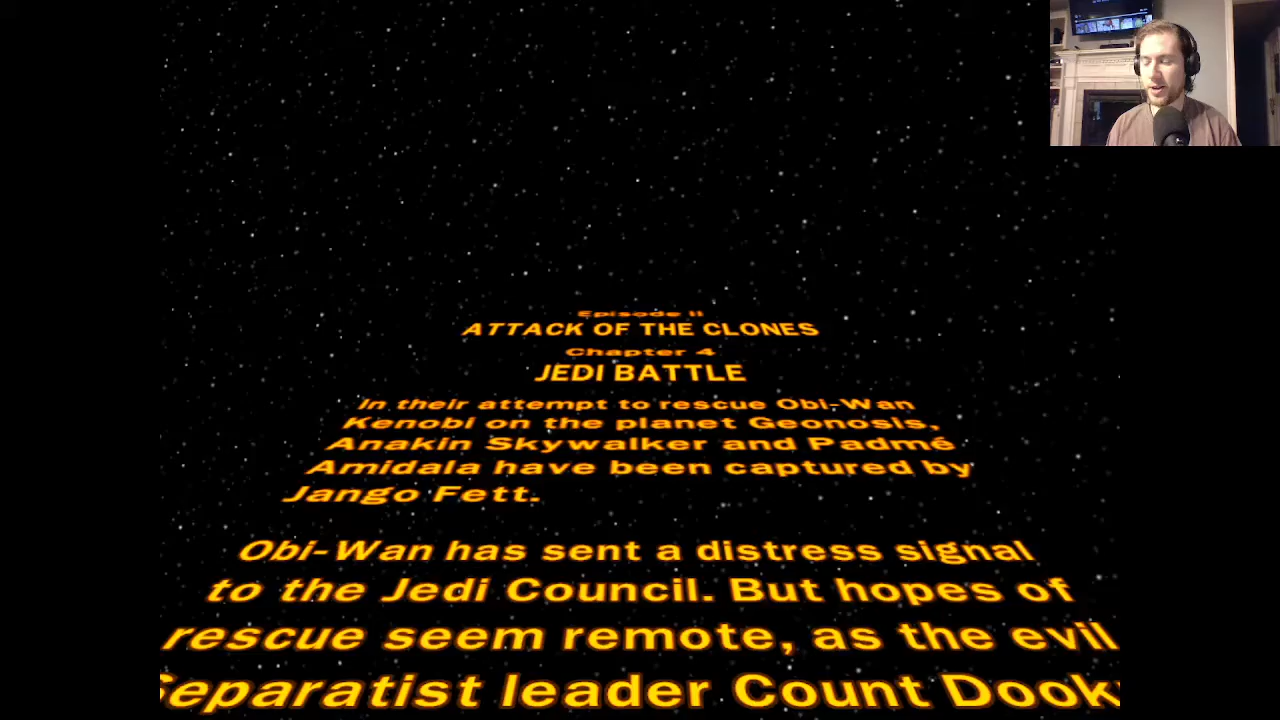 Episode II
ATTACK OF THE CLONES
Chapter 4
JEDI BATTLE
In their attempt to rescue Obi-Wan
Kenobi on the planet Geonosis,
Anakin Skywalker and Padmé
Amidala have been captured by
Jango Fett.
Obi-Wan has sent a distress signal
to the Jedi Council. But hopes of
rescue seem remote, as the evil
Separatist leader Count Dooku